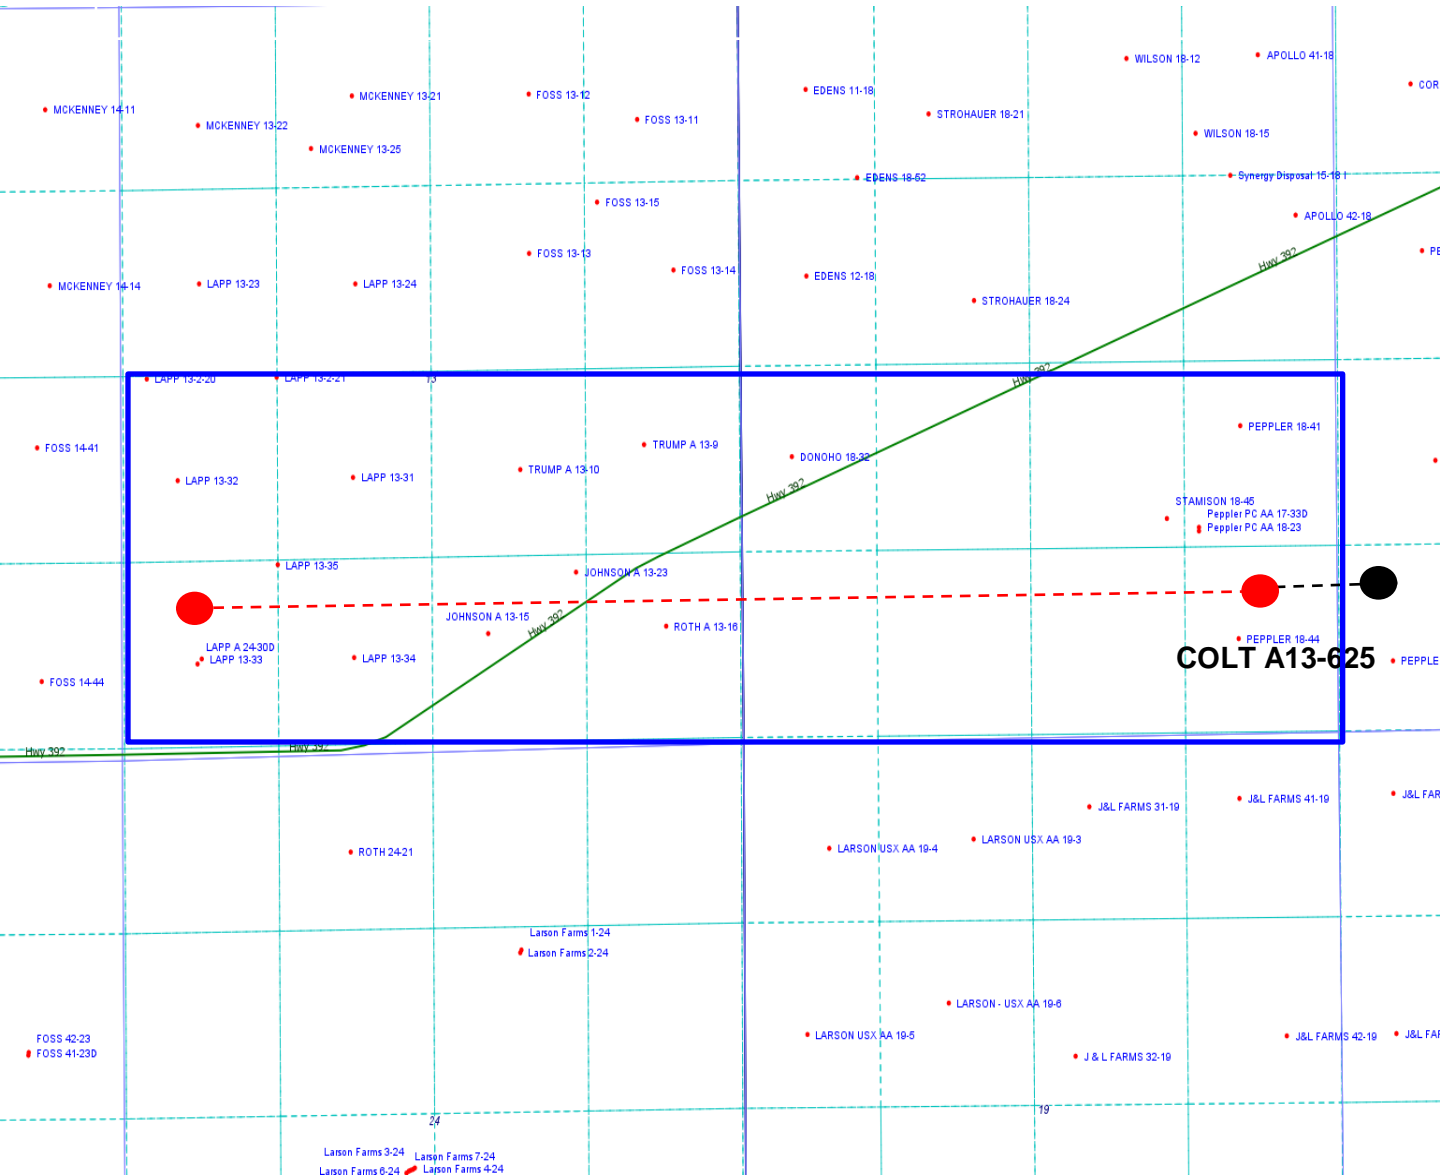 APOLLO 41-18
WILSON 18-12
COR
EDENS 11-18
FOSS 13-12
MCKENNEY 13-21
MCKENNEY 14-11
STROHAUER 18-21
FOSS 13-11
MCKENNEY 13-22
WILSON 18-15
MCKENNEY 13-25
Synergy Disposal 15-18 I
EDENS 18-52
FOSS 13-15
APOLLO 42-18
FOSS 13-13
PE
Hwy 392
FOSS 13-14
EDENS 12-18
MCKENNEY 14-14
LAPP 13-23
LAPP 13-24
STROHAUER 18-24
Hwy 392
LAPP 13-2-20
LAPP 13-2-21
13
PEPPLER 18-41
TRUMP A 13-9
FOSS 14-41
DONOHO 18-32
TRUMP A 13-10
LAPP 13-31
LAPP 13-32
Hwy 392
STAMISON 18-45
Peppler PC AA 17-33D
Peppler PC AA 18-23
LAPP 13-35
JOHNSON A 13-23
JOHNSON A 13-15
Hwy 392
ROTH A 13-16
PEPPLER 18-44
LAPP A 24-30D
LAPP 13-33
LAPP 13-34
COLT A13-625
PEPPLE
FOSS 14-44
Hwy 392
Hwy 392
J&L FAR
J&L FARMS 41-19
J&L FARMS 31-19
LARSON USX AA 19-3
LARSON USX AA 19-4
ROTH 24-21
Larson Farms 1-24
Larson Farms 2-24
LARSON - USX AA 19-6
LARSON USX AA 19-5
J&L FARMS 42-19
J&L FAR
FOSS 42-23
FOSS 41-23D
J & L FARMS 32-19
19
24
Larson Farms 3-24
Larson Farms 7-24
Larson Farms 6-24
Larson Farms 4-24